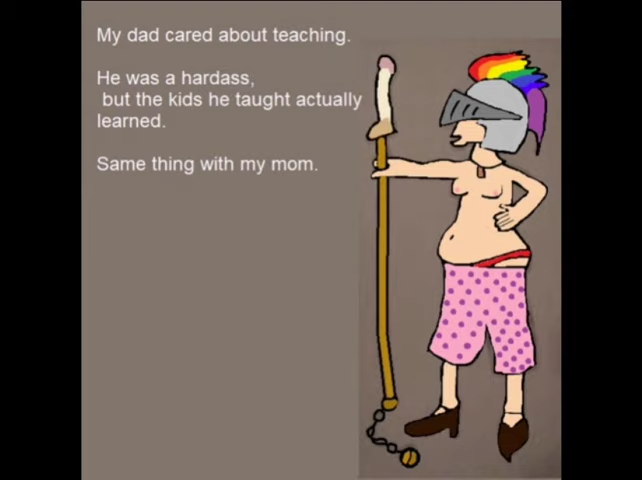 My dad cared about teaching.
He was a hardass,
but the kids he taught actually
learned.
Same thing with my mom.